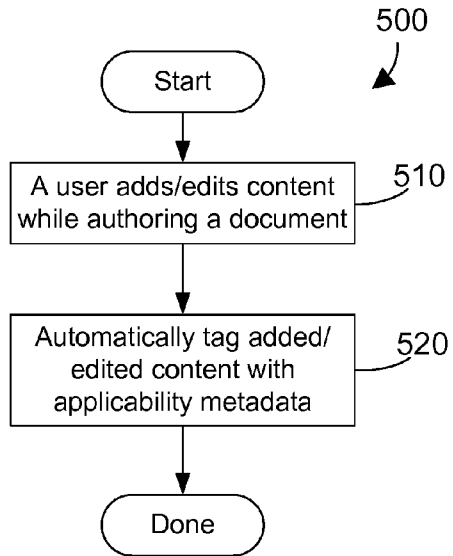 500
Start
A user adds/edits content
while authoring a document
510
Automatically tag added/
edited content with
applicability metadata
520
Done